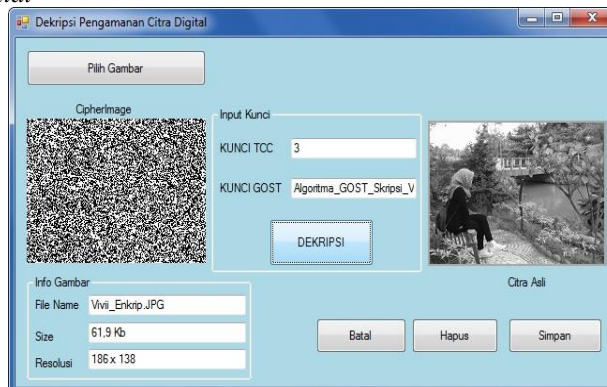 Dekripsi Pengamanan Citra Digital
Pilih Gambar
CipherImage
Input Kunci
KUNCI TCC 3
KUNCI GOST Algoritma_GOST_Skripsi_V
DEKRIPSI
Citra Asli
Info Gambar
File Name Vivii_Enkrip.JPG
Size 61,9 Kb
Resolusi 186 x 138
Batal Hapus Simpan